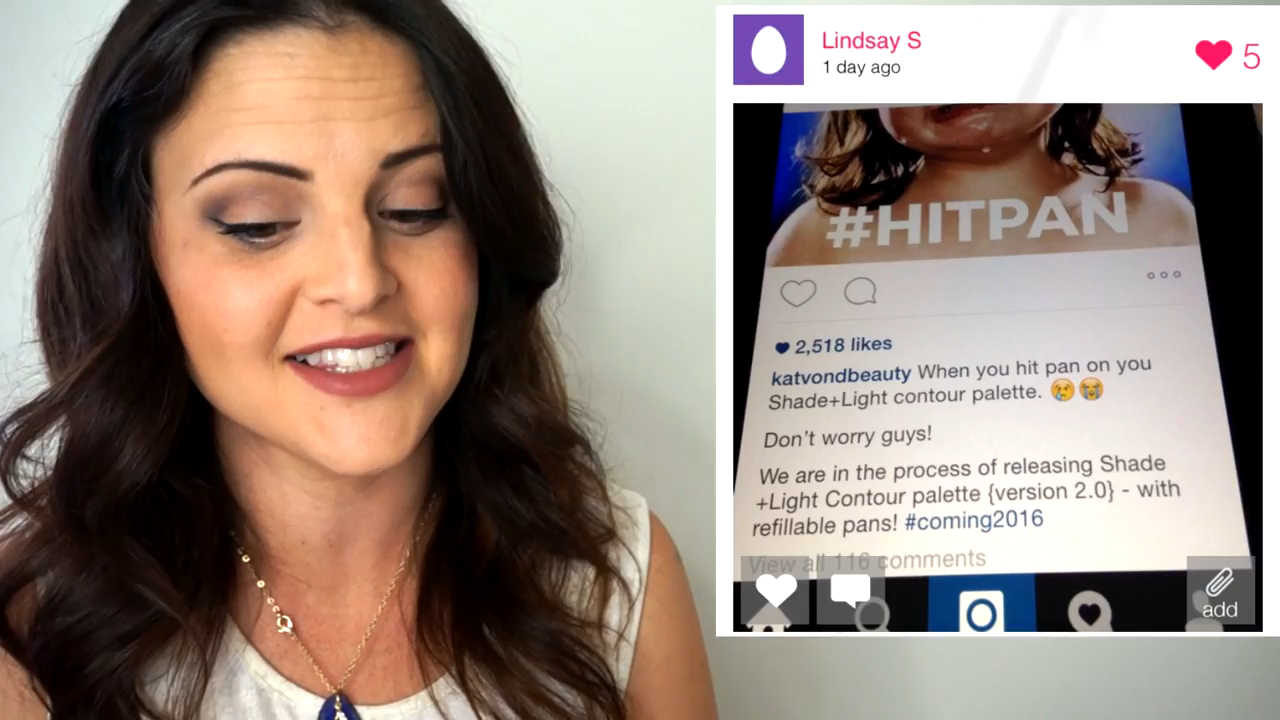 Lindsay S
1 day ago
5
#HITPAN
2,518 likes
katvondbeauty When you hit pan on you
Shade+Light contour palette. 😢😭
Don't worry guys!
We are in the process of releasing Shade
+Light Contour palette {version 2.0} - with
refillable pans! #coming2016
View all 116 comments
add